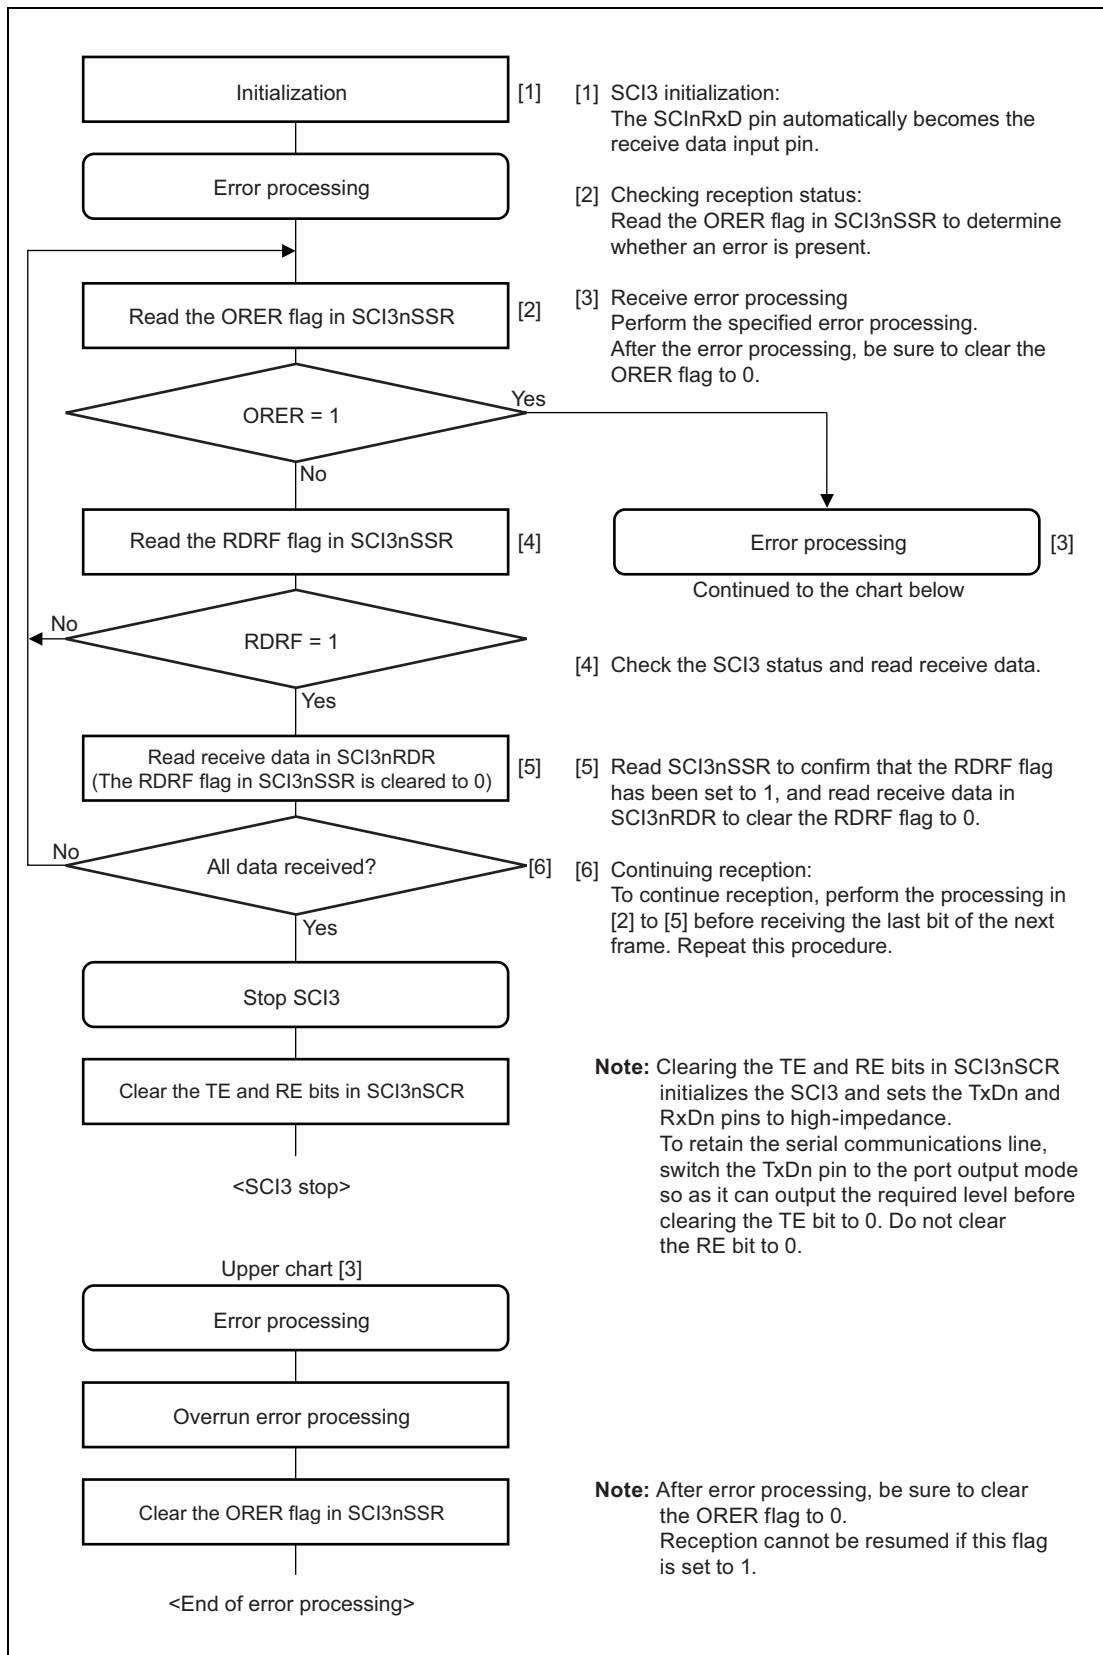 Initialization [1]
[1] SCI3 initialization:
The SCInRxD pin automatically becomes the
receive data input pin.
Error processing
[2] Checking reception status:
Read the ORER flag in SCI3nSSR to determine
whether an error is present.
Read the ORER flag in SCI3nSSR [2]
[3] Receive error processing
Perform the specified error processing.
After the error processing, be sure to clear the
ORER flag to 0.
ORER = 1
Yes
No
Read the RDRF flag in SCI3nSSR [4]
Error processing [3]
Continued to the chart below
No
RDRF = 1
Yes
[4] Check the SCI3 status and read receive data.
Read receive data in SCI3nRDR
(The RDRF flag in SCI3nSSR is cleared to 0) [5]
[5] Read SCI3nSSR to confirm that the RDRF flag
has been set to 1, and read receive data in
SCI3nRDR to clear the RDRF flag to 0.
No
All data received? [6]
Yes
[6] Continuing reception:
To continue reception, perform the processing in
[2] to [5] before receiving the last bit of the next
frame. Repeat this procedure.
Stop SCI3
Clear the TE and RE bits in SCI3nSCR
<SCI3 stop>
Note: Clearing the TE and RE bits in SCI3nSCR
initializes the SCI3 and sets the TxDn and
RxDn pins to high-impedance.
To retain the serial communications line,
switch the TxDn pin to the port output mode
so as it can output the required level before
clearing the TE bit to 0. Do not clear
the RE bit to 0.
Upper chart [3]
Error processing
Overrun error processing
Clear the ORER flag in SCI3nSSR
<End of error processing>
Note: After error processing, be sure to clear
the ORER flag to 0.
Reception cannot be resumed if this flag
is set to 1.